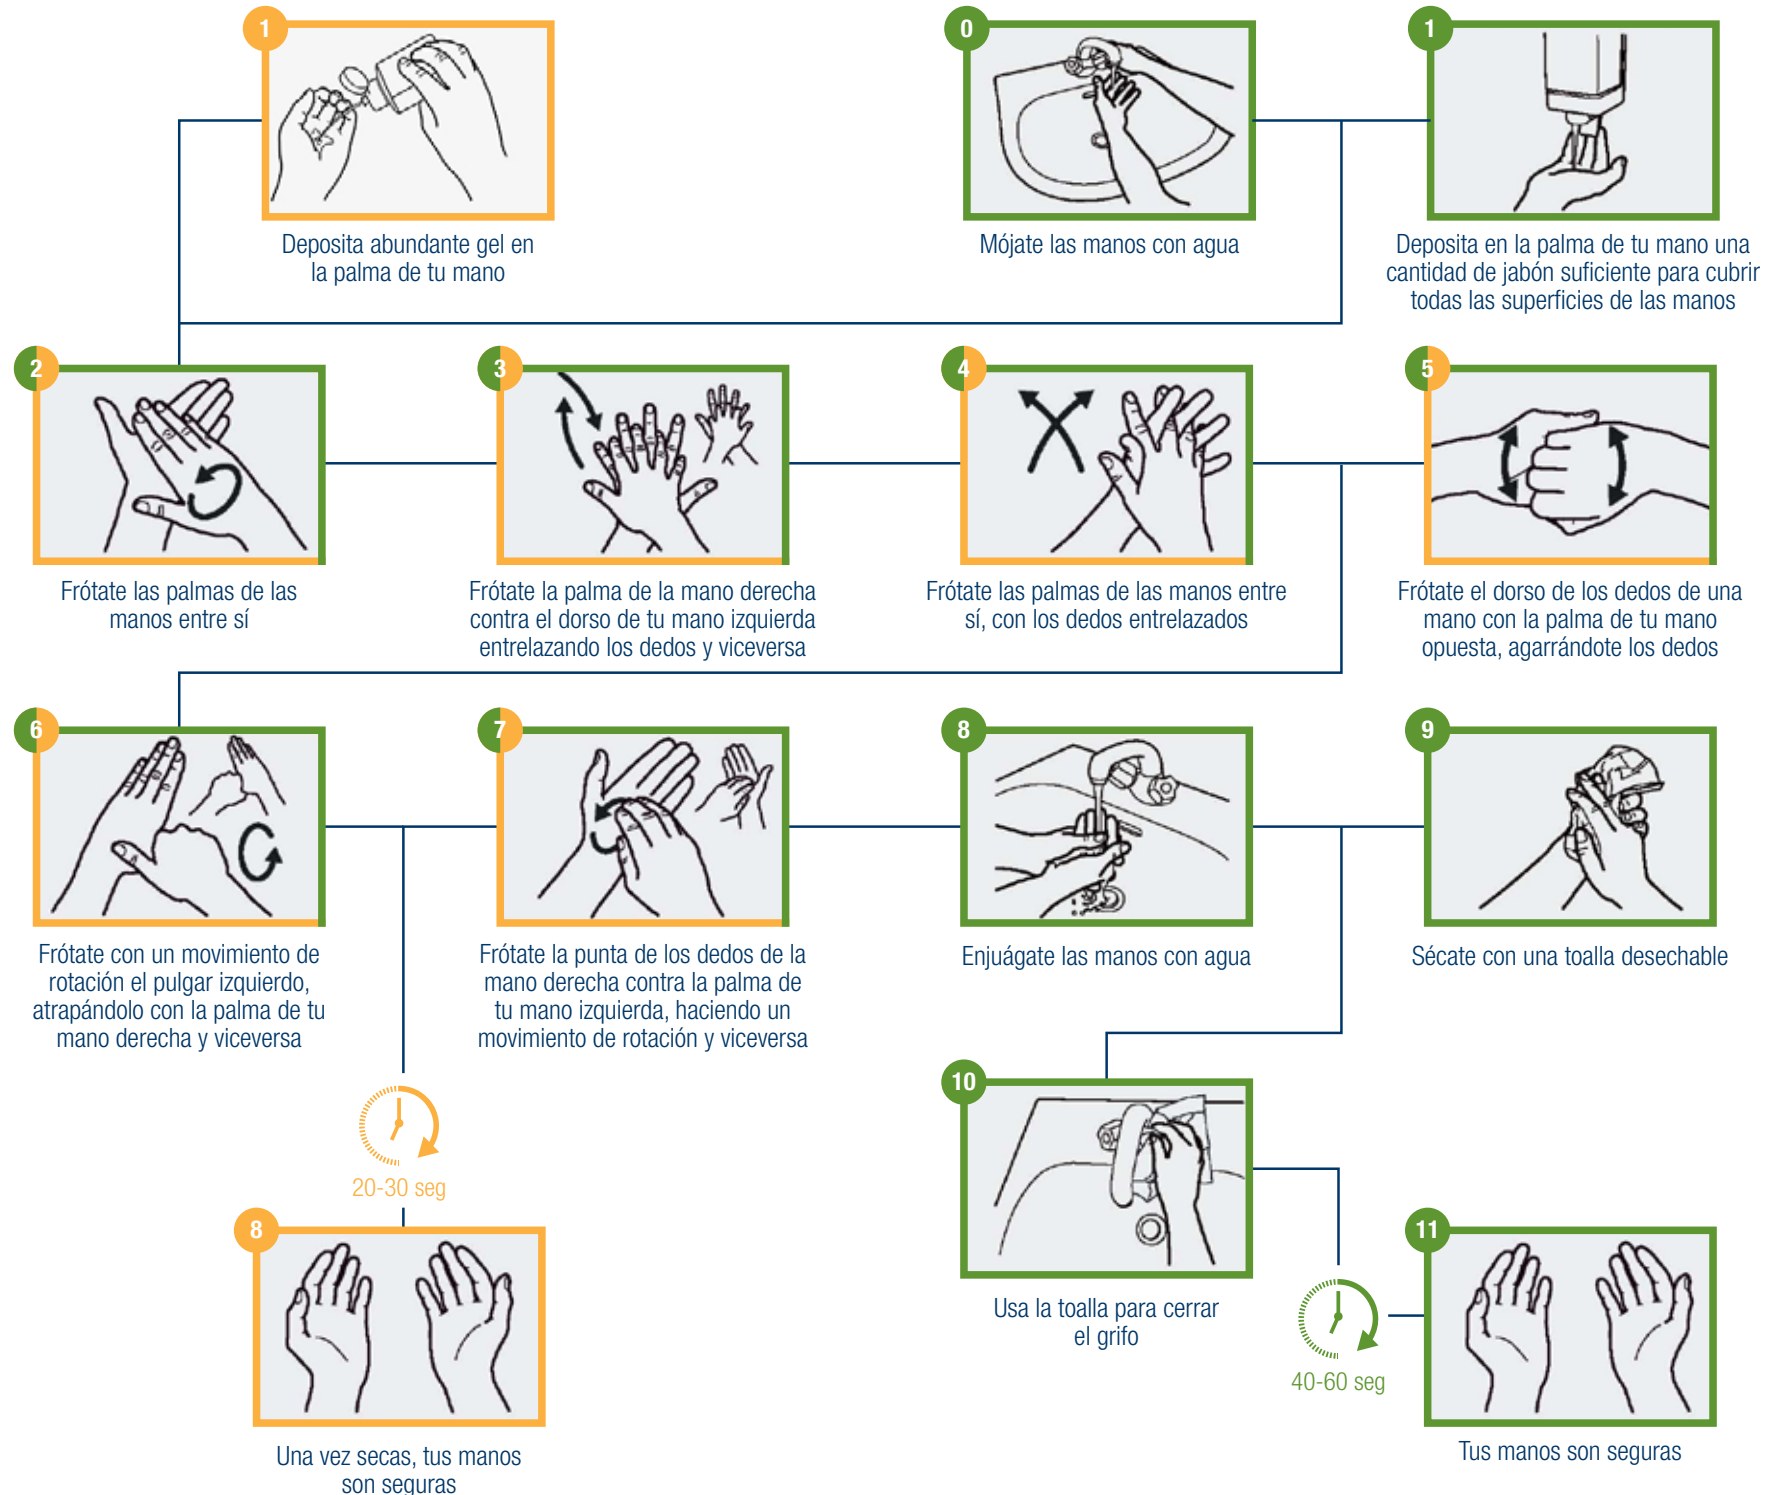 1
Deposita abundante gel en
la palma de tu mano
0
Mójate las manos con agua
1
Deposita en la palma de tu mano una
cantidad de jabón suficiente para cubrir
todas las superficies de las manos
2
Frótate las palmas de las
manos entre sí
3
Frótate la palma de la mano derecha
contra el dorso de tu mano izquierda
entrelazando los dedos y viceversa
4
Frótate las palmas de las manos entre
sí, con los dedos entrelazados
5
Frótate el dorso de los dedos de una
mano con la palma de tu mano
opuesta, agarrándote los dedos
6
Frótate con un movimiento de
rotación el pulgar izquierdo,
atrapándolo con la palma de tu
mano derecha y viceversa
7
Frótate la punta de los dedos de la
mano derecha contra la palma de
tu mano izquierda, haciendo un
movimiento de rotación y viceversa
8
Enjuágate las manos con agua
9
Sécate con una toalla desechable
20-30 seg
8
Una vez secas, tus manos
son seguras
10
Usa la toalla para cerrar
el grifo
40-60 seg
11
Tus manos son seguras